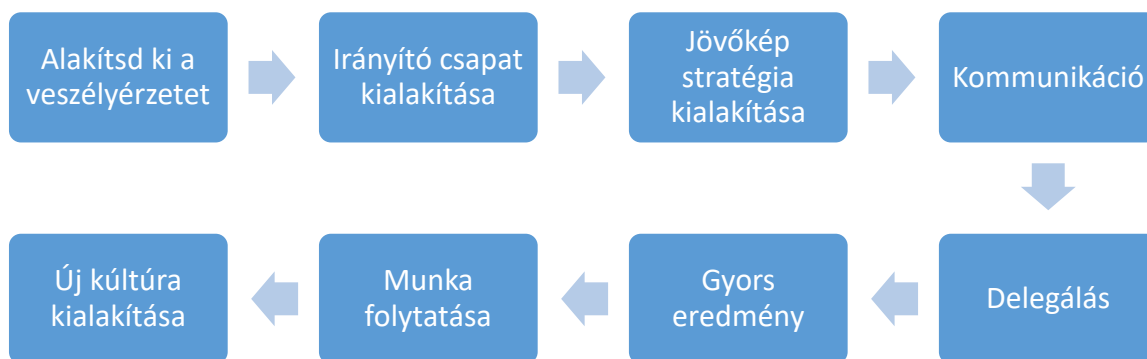 Alakítsd ki a
veszélyérzetet
Irányító csapat
kialakítása
Jövőkép
stratégia
kialakítása
Kommunikáció
Delegálás
Gyors
eredmény
Munka
folytatása
Új kúltúra
kialakítása